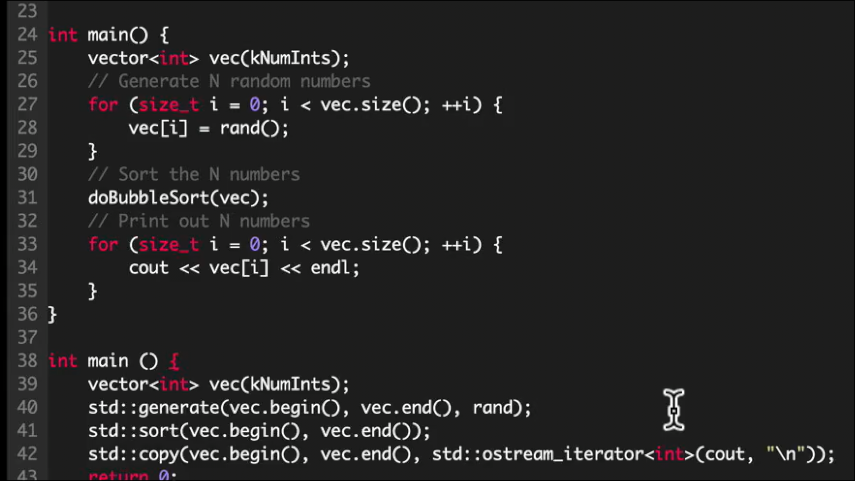 23
24 int main() {
25     vector<int> vec(kNumInts);
26     // Generate N random numbers
27     for (size_t i = 0; i < vec.size(); ++i) {
28         vec[i] = rand();
29     }
30     // Sort the N numbers
31     doBubbleSort(vec);
32     // Print out N numbers
33     for (size_t i = 0; i < vec.size(); ++i) {
34         cout << vec[i] << endl;
35     }
36 }
37
38 int main () {
39     vector<int> vec(kNumInts);
40     std::generate(vec.begin(), vec.end(), rand);
41     std::sort(vec.begin(), vec.end());
42     std::copy(vec.begin(), vec.end(), std::ostream_iterator<int>(cout, "\n"));
43     return 0;